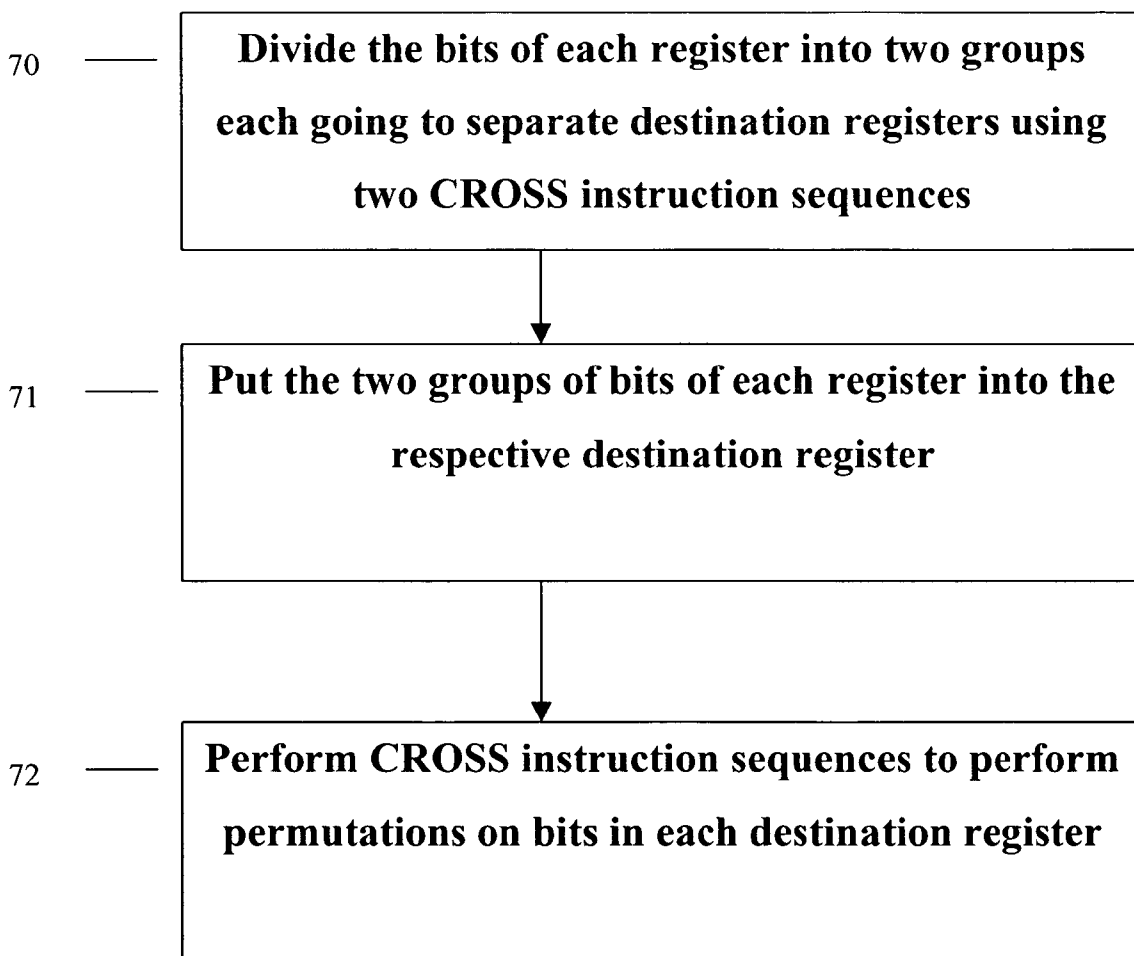 70
Divide the bits of each register into two groups
each going to separate destination registers using
two CROSS instruction sequences
71
Put the two groups of bits of each register into the
respective destination register
72
Perform CROSS instruction sequences to perform
permutations on bits in each destination register